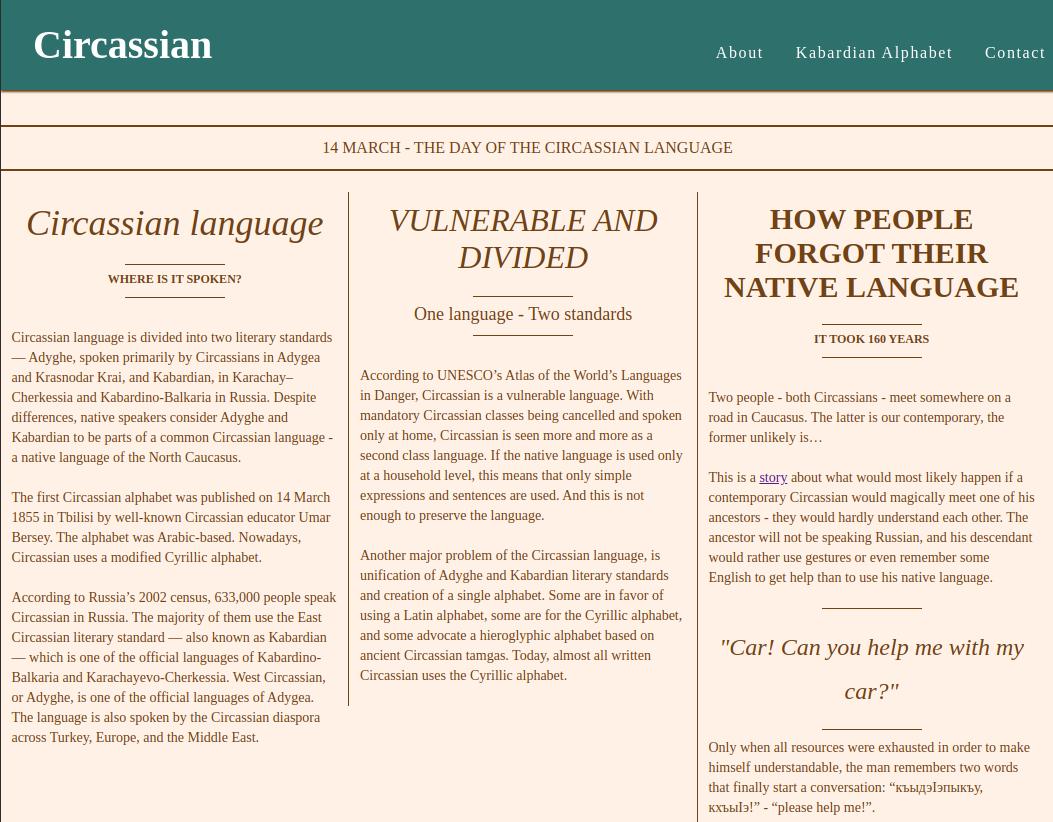 Circassian
About Kabardian Alphabet Contact
14 MARCH - THE DAY OF THE CIRCASSIAN LANGUAGE
Circassian language
WHERE IS IT SPOKEN?
Circassian language is divided into two literary standards
— Adyghe, spoken primarily by Circassians in Adygea
and Krasnodar Krai, and Kabardian, in Karachay–
Cherkessia and Kabardino-Balkaria in Russia. Despite
differences, native speakers consider Adyghe and
Kabardian to be parts of a common Circassian language -
a native language of the North Caucasus.
The first Circassian alphabet was published on 14 March
1855 in Tbilisi by well-known Circassian educator Umar
Bersey. The alphabet was Arabic-based. Nowadays,
Circassian uses a modified Cyrillic alphabet.
According to Russia’s 2002 census, 633,000 people speak
Circassian in Russia. The majority of them use the East
Circassian literary standard — also known as Kabardian
— which is one of the official languages of Kabardino-
Balkaria and Karachayevo-Cherkessia. West Circassian,
or Adyghe, is one of the official languages of Adygea.
The language is also spoken by the Circassian diaspora
across Turkey, Europe, and the Middle East.
VULNERABLE AND
DIVIDED
One language - Two standards
According to UNESCO’s Atlas of the World’s Languages
in Danger, Circassian is a vulnerable language. With
mandatory Circassian classes being cancelled and spoken
only at home, Circassian is seen more and more as a
second class language. If the native language is used only
at a household level, this means that only simple
expressions and sentences are used. And this is not
enough to preserve the language.
Another major problem of the Circassian language, is
unification of Adyghe and Kabardian literary standards
and creation of a single alphabet. Some are in favor of
using a Latin alphabet, some are for the Cyrillic alphabet,
and some advocate a hieroglyphic alphabet based on
ancient Circassian tamgas. Today, almost all written
Circassian uses the Cyrillic alphabet.
HOW PEOPLE
FORGOT THEIR
NATIVE LANGUAGE
IT TOOK 160 YEARS
Two people - both Circassians - meet somewhere on a
road in Caucasus. The latter is our contemporary, the
former unlikely is…
This is a story about what would most likely happen if a
contemporary Circassian would magically meet one of his
ancestors - they would hardly understand each other. The
ancestor will not be speaking Russian, and his descendant
would rather use gestures or even remember some
English to get help than to use his native language.
"Car! Can you help me with my
car?"
Only when all resources were exhausted in order to make
himself understandable, the man remembers two words
that finally start a conversation: “къыдэIэпыкъу,
кхъыIэ!” - “please help me!”.